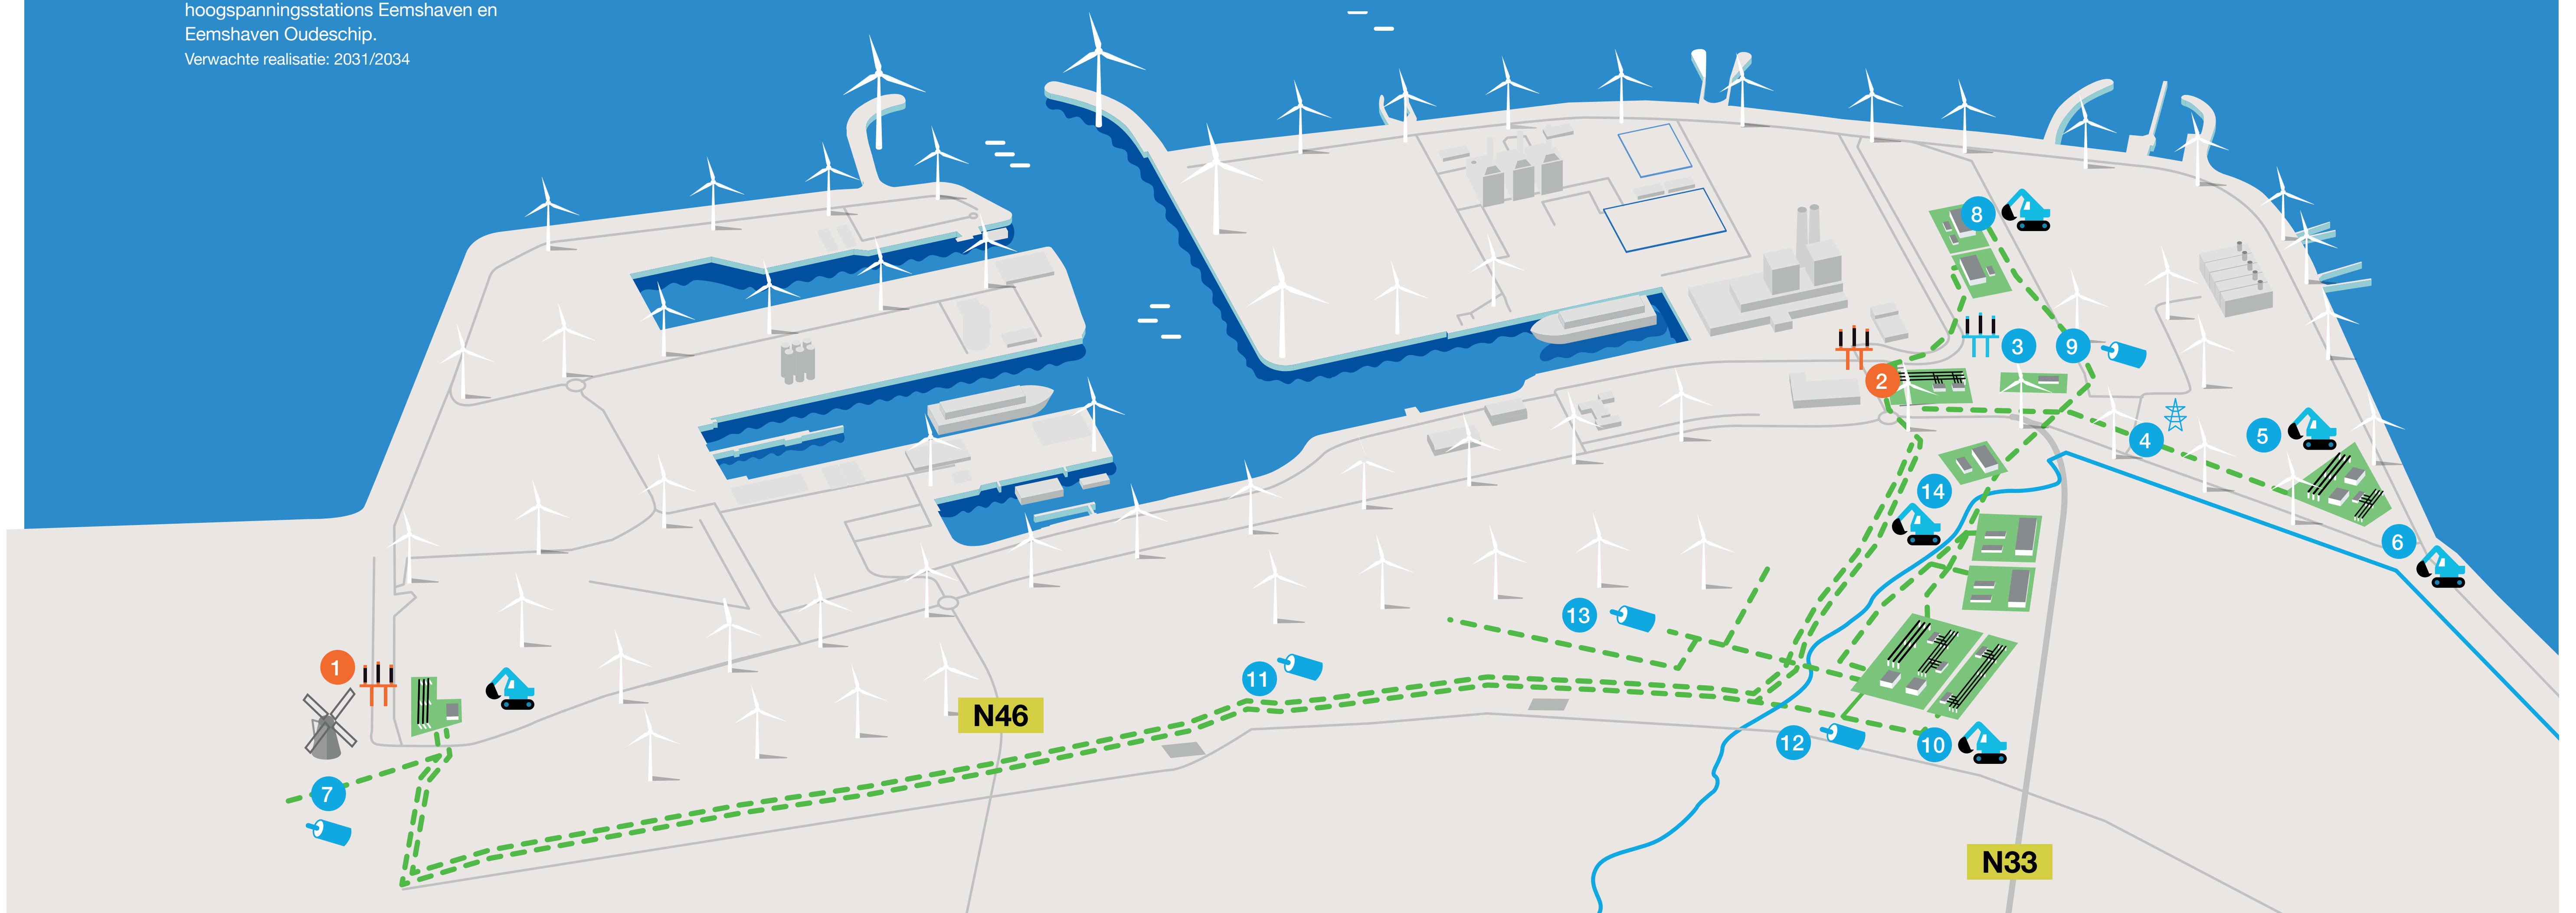 hoogspanningsstations Eemshaven en
Eemshaven Oudeschip.
Verwachte realisatie: 2031/2034
8
3
9
2
4
5
14
6
13
1
11
N46
12
10
7
N33